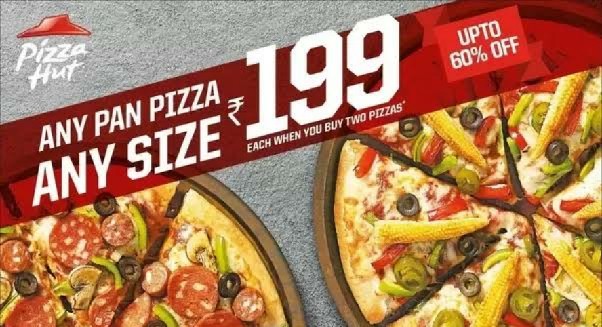 Pizza
Hut
ANY PAN PIZZA
ANY SIZE
₹199
EACH WHEN YOU BUY TWO PIZZAS*
UPTO
60% OFF